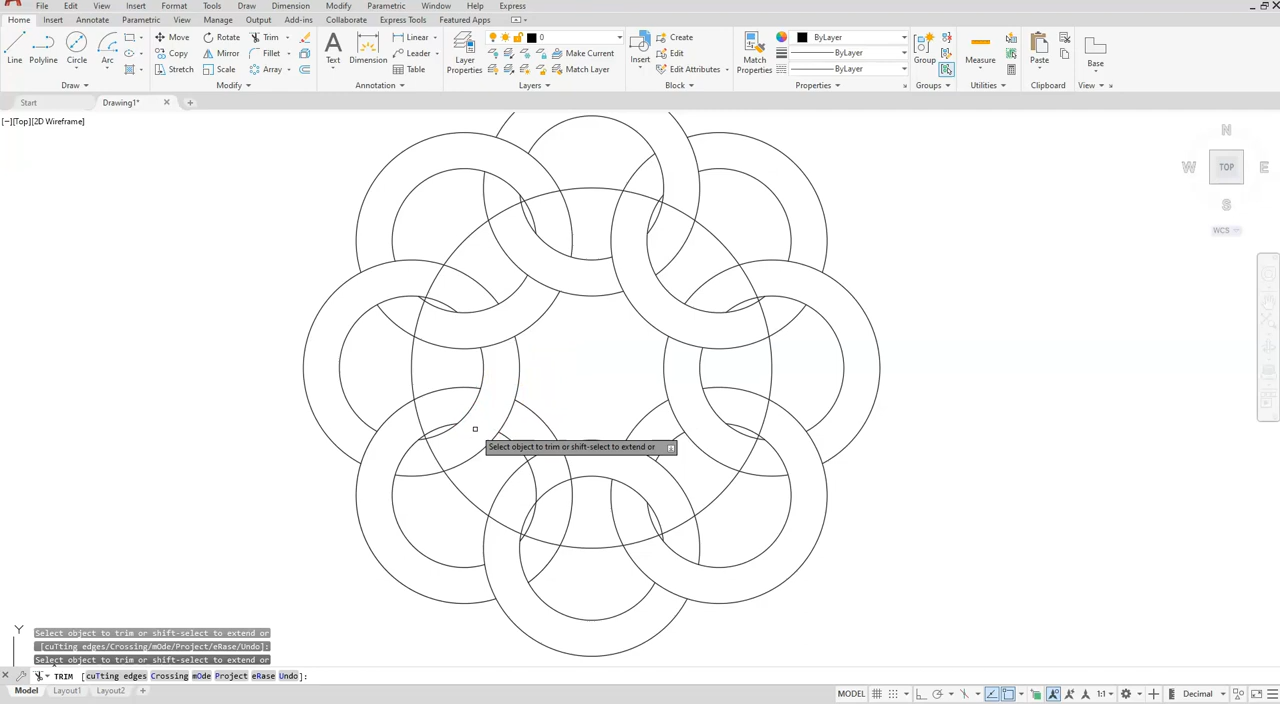 File Edit View Insert Format Tools Draw Dimension Modify Parametric Window Help Express
Home Insert Annotate Parametric View Manage Output Add-ins Collaborate Express Tools Featured Apps
Line Polyline Circle Arc
Move Rotate Trim
Copy Mirror Fillet
Stretch Scale Array
Text Dimension
Linear
Leader
Table
Layer Properties
0
Make Current
Match Layer
Insert
Create
Edit
Edit Attributes
Match Properties
ByLayer
ByLayer
ByLayer
Group
Measure
Paste
Base
Draw Modify Annotation Layers Block Properties Groups Utilities Clipboard View
Start Drawing1*
[−][Top][2D Wireframe]
N
W TOP E
S
WCS
Select object to trim or shift-select to extend or
Y
Select object to trim or shift-select to extend or
[cuTting edges/Crossing/mOde/Project/eRase/Undo]:
Select object to trim or shift-select to extend or
TRIM [cuTting edges Crossing mOde Project eRase Undo]:
Model Layout1 Layout2 +
MODEL 1:1 Decimal